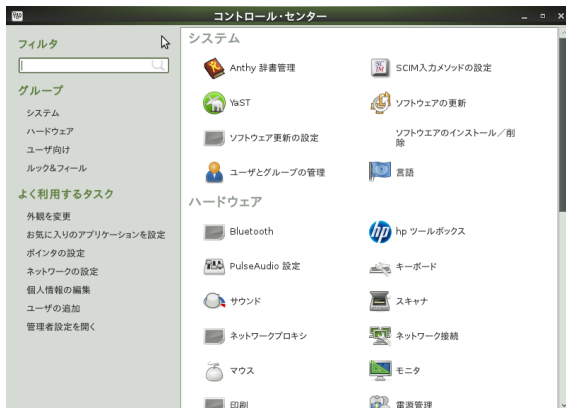 コントロール・センター
フィルタ
グループ
システム
ハードウェア
ユーザ向け
ルック&フィール
よく利用するタスク
外観を変更
お気に入りのアプリケーションを設定
ポインタの設定
ネットワークの設定
個人情報の編集
ユーザの追加
管理者設定を開く
システム
Anthy 辞書管理
SCIM入力メソッドの設定
YaST
ソフトウェアの更新
ソフトウェア更新の設定
ソフトウエアのインストール／削
除
ユーザとグループの管理
言語
ハードウェア
Bluetooth
hp ツールボックス
PulseAudio 設定
キーボード
サウンド
スキャナ
ネットワークプロキシ
ネットワーク接続
マウス
モニタ
印刷
電源管理